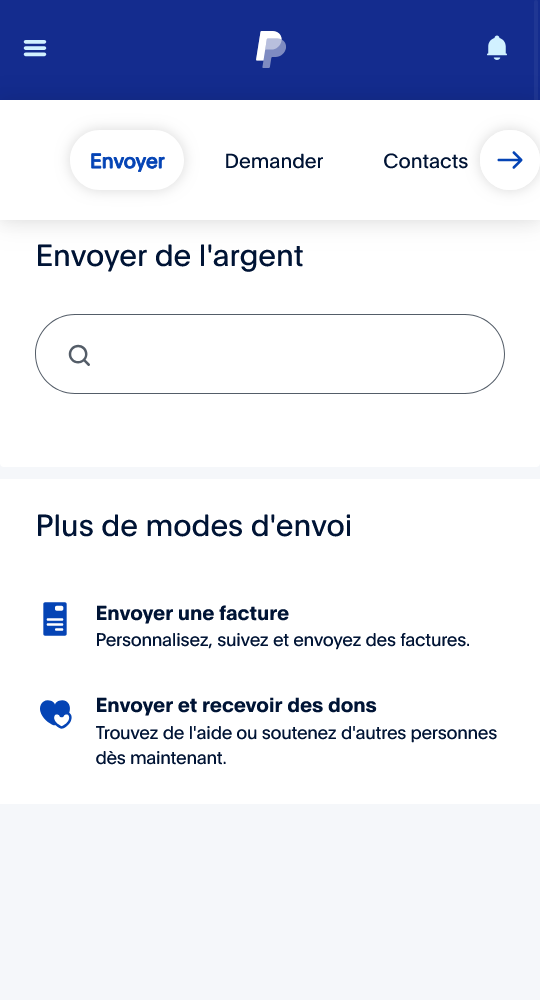 Envoyer
Demander
Contacts
Envoyer de l'argent
Plus de modes d'envoi
Envoyer une facture
Personnalisez, suivez et envoyez des factures.
Envoyer et recevoir des dons
Trouvez de l'aide ou soutenez d'autres personnes
dès maintenant.